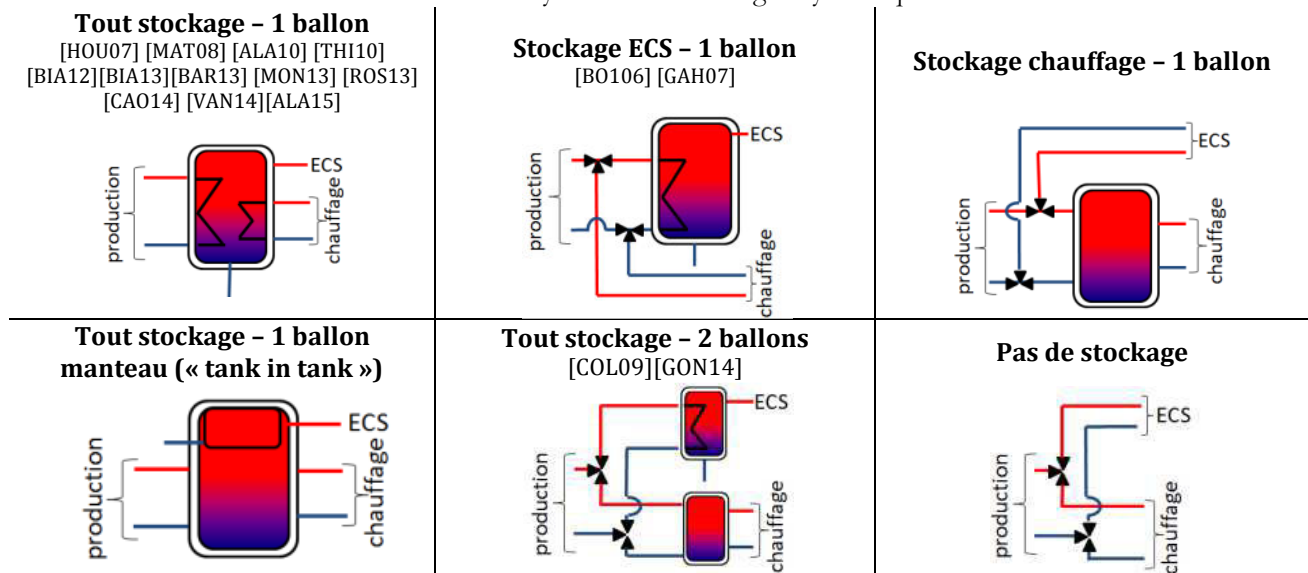 Tout stockage – 1 ballon
[HOU07] [MAT08] [ALA10] [THI10]
[BIA12][BIA13][BAR13] [MON13] [ROS13]
[CAO14] [VAN14][ALA15]
production
ECS
chauffage
Stockage ECS – 1 ballon
[BO106] [GAH07]
production
ECS
chauffage
Stockage chauffage – 1 ballon
ECS
production
chauffage
Tout stockage – 1 ballon
manteau (« tank in tank »)
ECS
production
chauffage
Tout stockage – 2 ballons
[COL09][GON14]
ECS
production
chauffage
Pas de stockage
ECS
production
chauffage